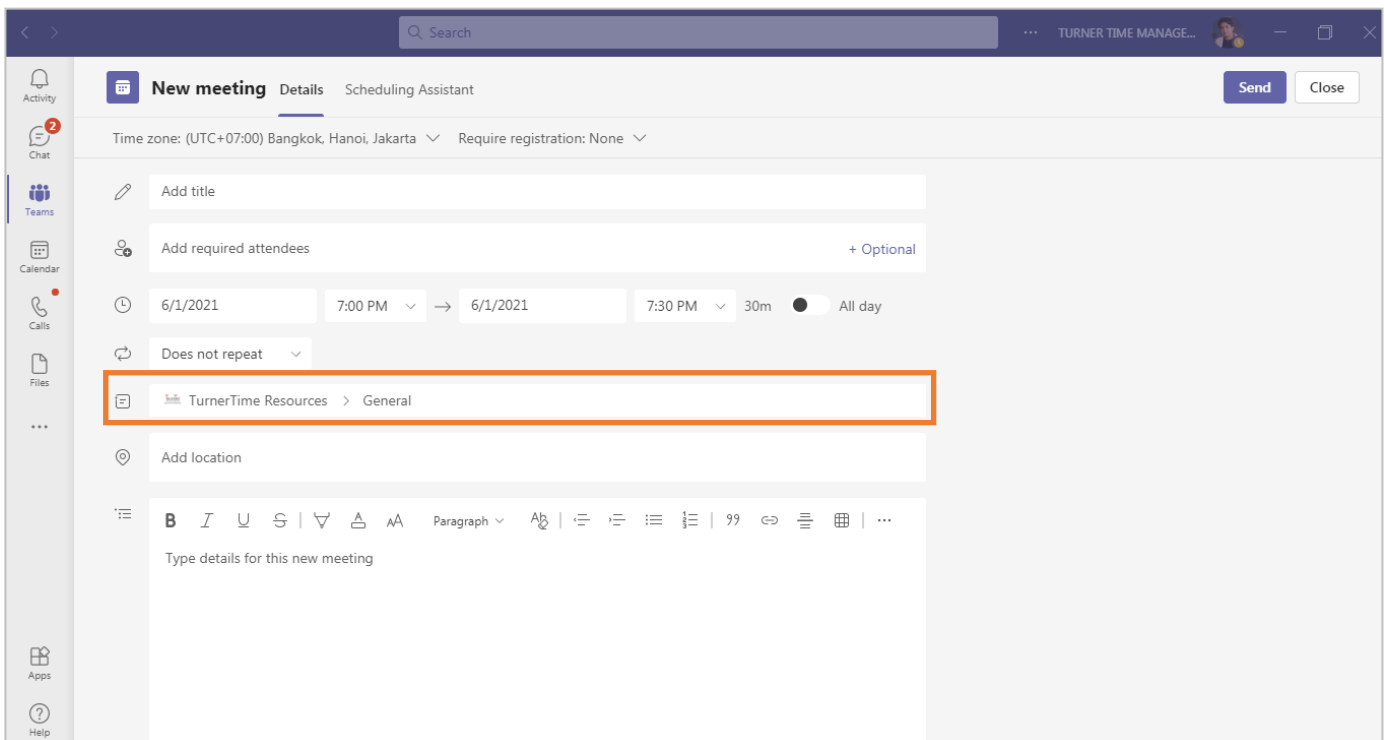 Search
··· TURNER TIME MANAGE...
Activity
New meeting Details Scheduling Assistant
Send Close
2
Chat
Time zone: (UTC+07:00) Bangkok, Hanoi, Jakarta Require registration: None
Teams
Add title
Calendar
Add required attendees + Optional
Calls
6/1/2021 7:00 PM → 6/1/2021 7:30 PM 30m All day
Does not repeat
Files
TurnerTime Resources > General
···
Add location
B I U S A AA Paragraph Ab 99 ···
Type details for this new meeting
Apps
Help